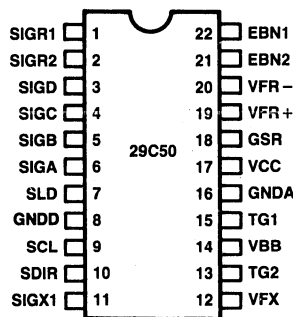 SIGR1 1 22 EBN1
SIGR2 2 21 EBN2
SIGD 3 20 VFR−
SIGC 4 19 VFR+
SIGB 5 18 GSR
SIGA 6 29C50 17 VCC
SLD 7 16 GNDA
GNDD 8 15 TG1
SCL 9 14 VBB
SDIR 10 13 TG2
SIGX1 11 12 VFX